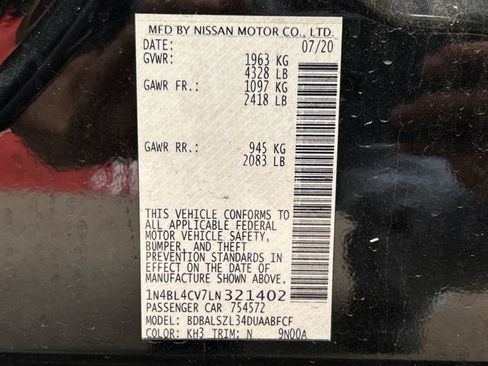 MFD BY NISSAN MOTOR CO., LTD.
DATE: 07/20
GVWR: 1963 KG
4328 LB
GAWR FR.: 1097 KG
2418 LB
GAWR RR.: 945 KG
2083 LB
THIS VEHICLE CONFORMS TO
ALL APPLICABLE FEDERAL
MOTOR VEHICLE SAFETY,
BUMPER, AND THEFT
PREVENTION STANDARDS IN
EFFECT ON THE DATE OF
MANUFACTURE SHOWN ABOVE.
1N4BL4CV7LN321402
PASSENGER CAR 754572
MODEL: BDBALSZL34DUAABFCF
COLOR: KH3 TRIM: N 9N00A